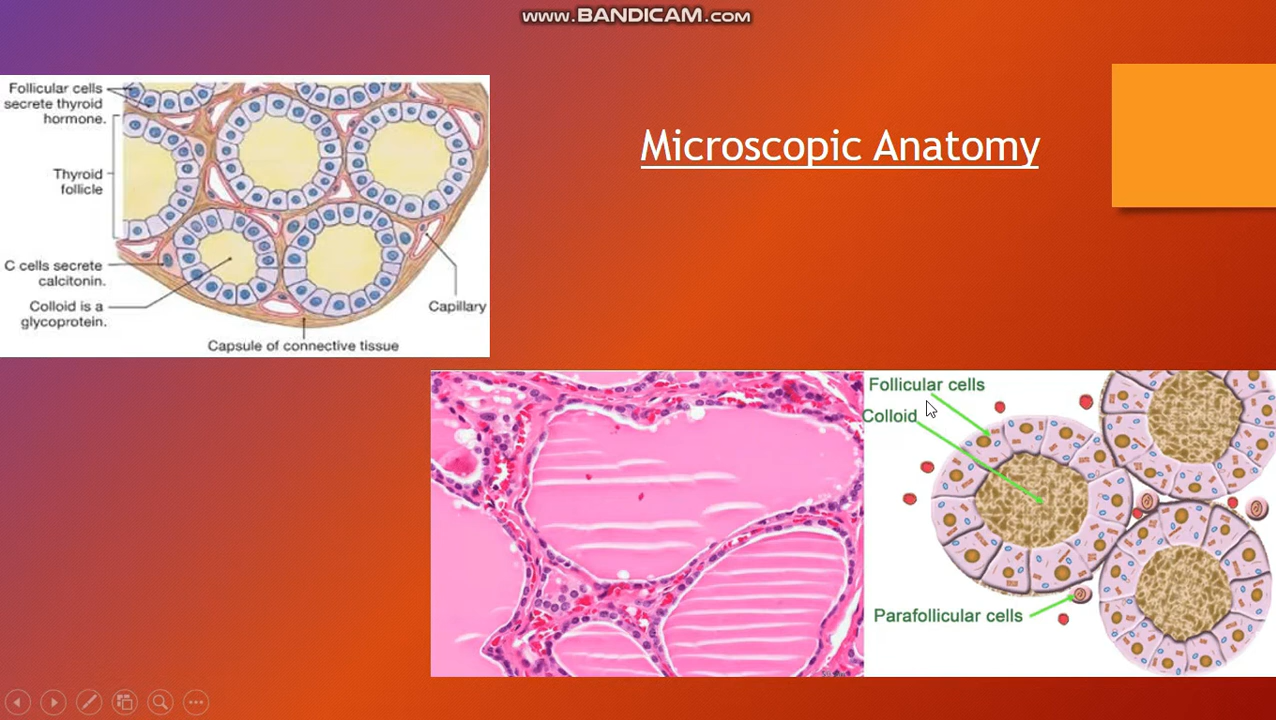 www.BANDICAM.com
Microscopic Anatomy
Follicular cells
secrete thyroid
hormone.
Thyroid
follicle
C cells secrete
calcitonin.
Colloid is a
glycoprotein.
Capillary
Capsule of connective tissue
Follicular cells
Colloid
Parafollicular cells